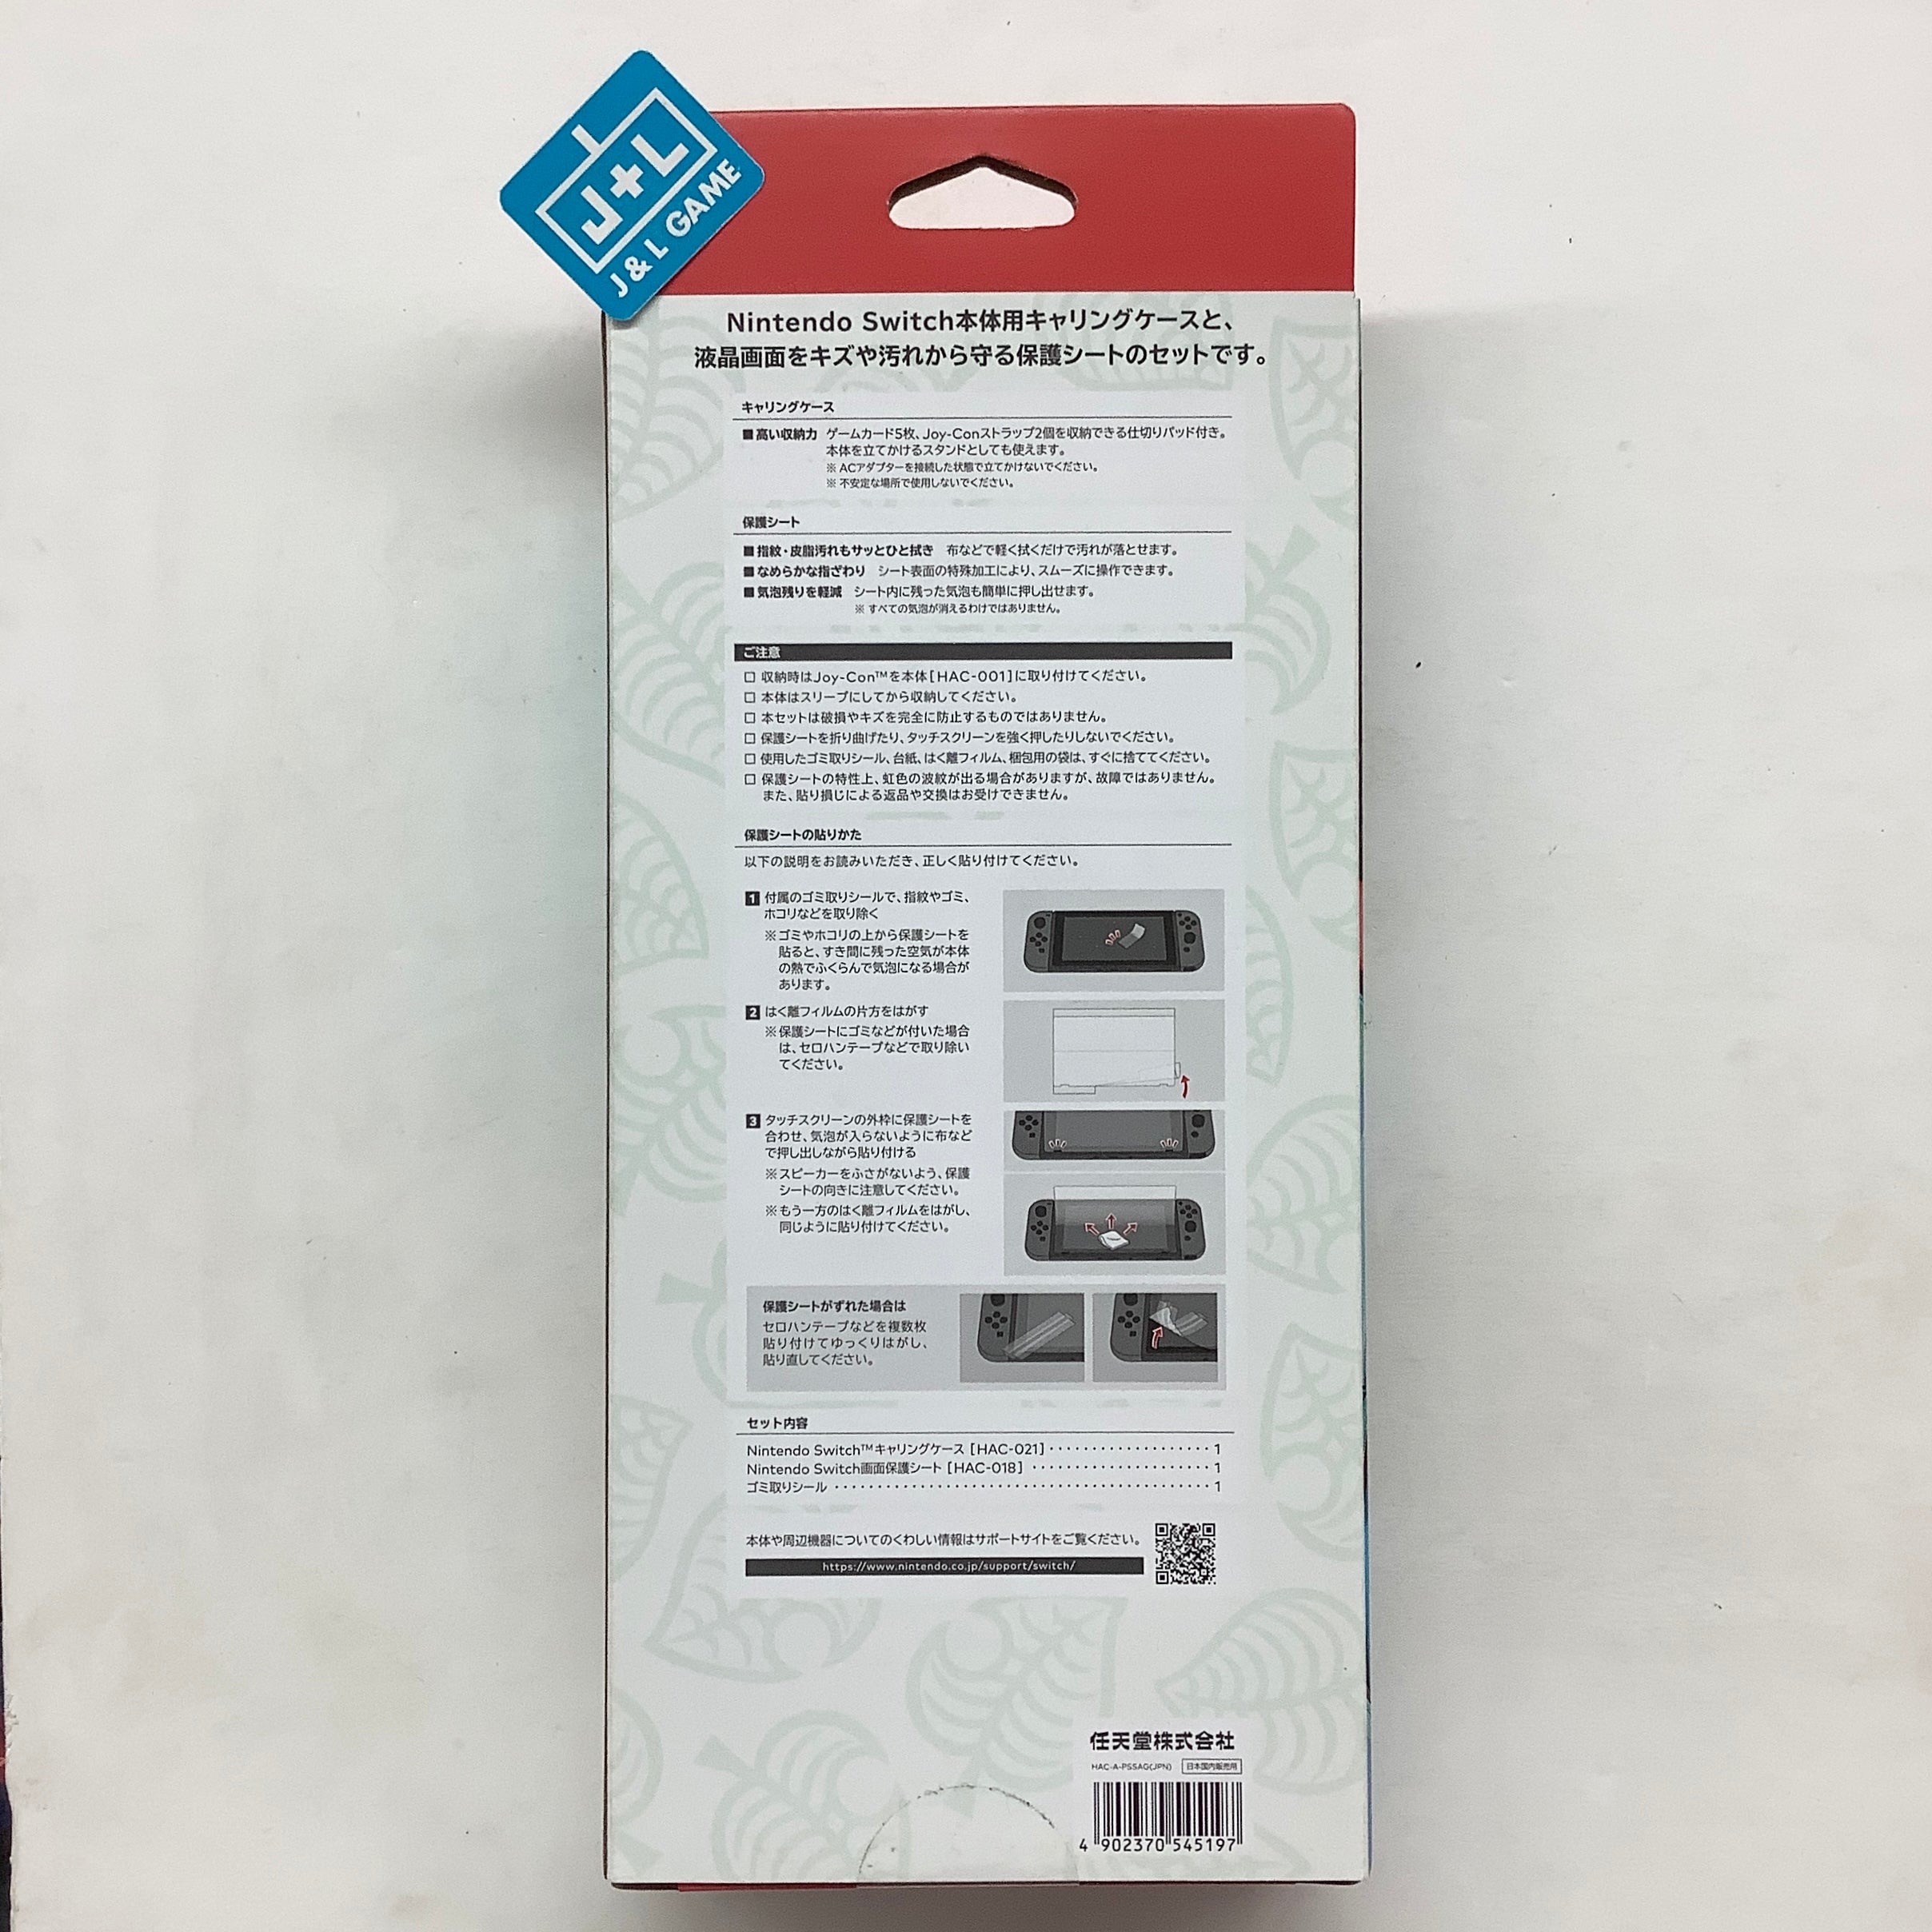 J+L
J & L GAME
Nintendo Switch本体用キャリングケースと、
液晶画面をキズや汚れから守る保護シートのセットです。
キャリングケース
■ 高い収納力 ゲームカード5枚、Joy-Conストラップ2個を収納できる仕切りパッド付き。
本体を立てかけるスタンドとしても使えます。
※ ACアダプターを接続した状態で立てかけないでください。
※ 不安定な場所で使用しないでください。
保護シート
■ 指紋・皮脂汚れもサッとひと拭き 布などで軽く拭くだけで汚れが落とせます。
■ なめらかな指ざわり シート表面の特殊加工により、スムーズに操作できます。
■ 気泡残りを軽減 シート内に残った気泡も簡単に押し出せます。
※ すべての気泡が消えるわけではありません。
ご注意
□ 収納時はJoy-Con™を本体[HAC-001]に取り付けてください。
□ 本体はスリープにしてから収納してください。
□ 本セットは破損やキズを完全に防止するものではありません。
□ 保護シートを折り曲げたり、タッチスクリーンを強く押したりしないでください。
□ 使用したゴミ取りシール、台紙、はく離フィルム、梱包用の袋は、すぐに捨ててください。
□ 保護シートの特性上、虹色の波紋が出る場合がありますが、故障ではありません。
また、貼り損じによる返品や交換はお受けできません。
保護シートの貼りかた
以下の説明をお読みいただき、正しく貼り付けてください。
1 付属のゴミ取りシールで、指紋やゴミ、
ホコリなどを取り除く
※ゴミやホコリの上から保護シートを
貼ると、すき間に残った空気が本体
の熱でふくらんで気泡になる場合が
あります。
2 はく離フィルムの片方をはがす
※保護シートにゴミなどが付いた場合
は、セロハンテープなどで取り除い
てください。
3 タッチスクリーンの外枠に保護シートを
合わせ、気泡が入らないように布など
で押し出しながら貼り付ける
※スピーカーをふさがないよう、保護
シートの向きに注意してください。
※もう一方のはく離フィルムをはがし、
同じように貼り付けてください。
保護シートがずれた場合は
セロハンテープなどを複数枚
貼り付けてゆっくりはがし、
貼り直してください。
セット内容
Nintendo Switch™キャリングケース [HAC-021] ・・・・・・・・・・・・・・・・・・・ 1
Nintendo Switch画面保護シート [HAC-018] ・・・・・・・・・・・・・・・・・・・・・ 1
ゴミ取りシール ・・・・・・・・・・・・・・・・・・・・・・・・・・・・・・・・・・・・・・・・・・・・ 1
本体や周辺機器についてのくわしい情報はサポートサイトをご覧ください。
https://www.nintendo.co.jp/support/switch/
任天堂株式会社
HAC-A-PSSAG(JPN) 日本国内販売用
4 902370 545197